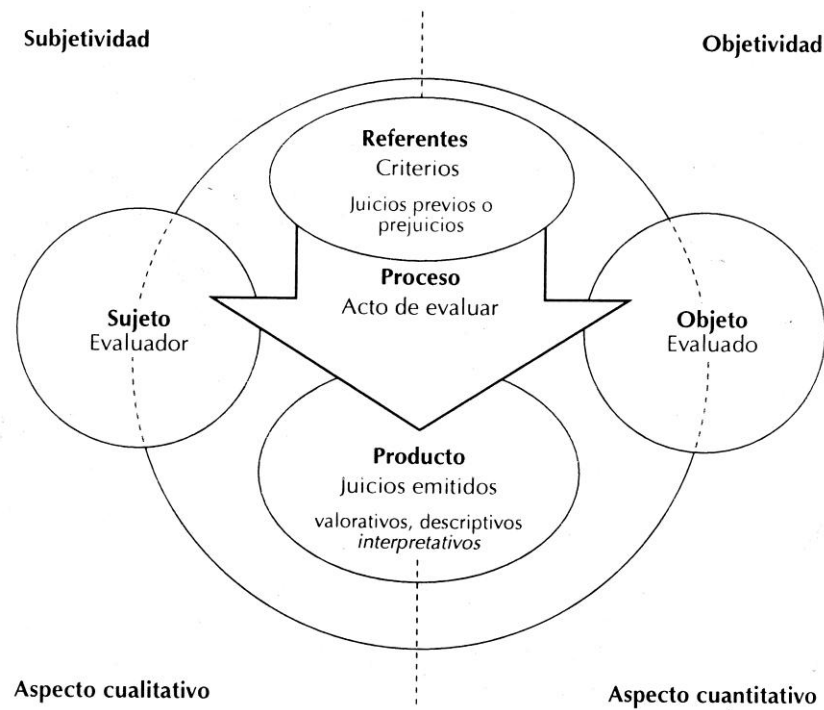 Subjetividad
Objetividad
Referentes
Criterios
Juicios previos o
prejuicios
Proceso
Acto de evaluar
Sujeto
Evaluador
Objeto
Evaluado
Producto
Juicios emitidos
valorativos, descriptivos
interpretativos
Aspecto cualitativo
Aspecto cuantitativo